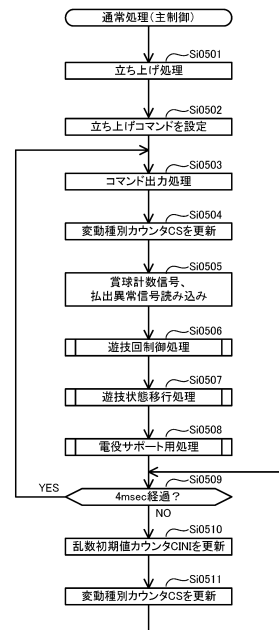 通常処理(主制御)
Si0501
立ち上げ処理
Si0502
立ち上げコマンドを設定
Si0503
コマンド出力処理
Si0504
変動種別カウンタCSを更新
Si0505
賞球計数信号、
払出異常信号読み込み
Si0506
遊技回制御処理
Si0507
遊技状態移行処理
Si0508
電役サポート用処理
Si0509
YES
4msec経過?
NO
Si0510
乱数初期値カウンタCINIを更新
Si0511
変動種別カウンタCSを更新